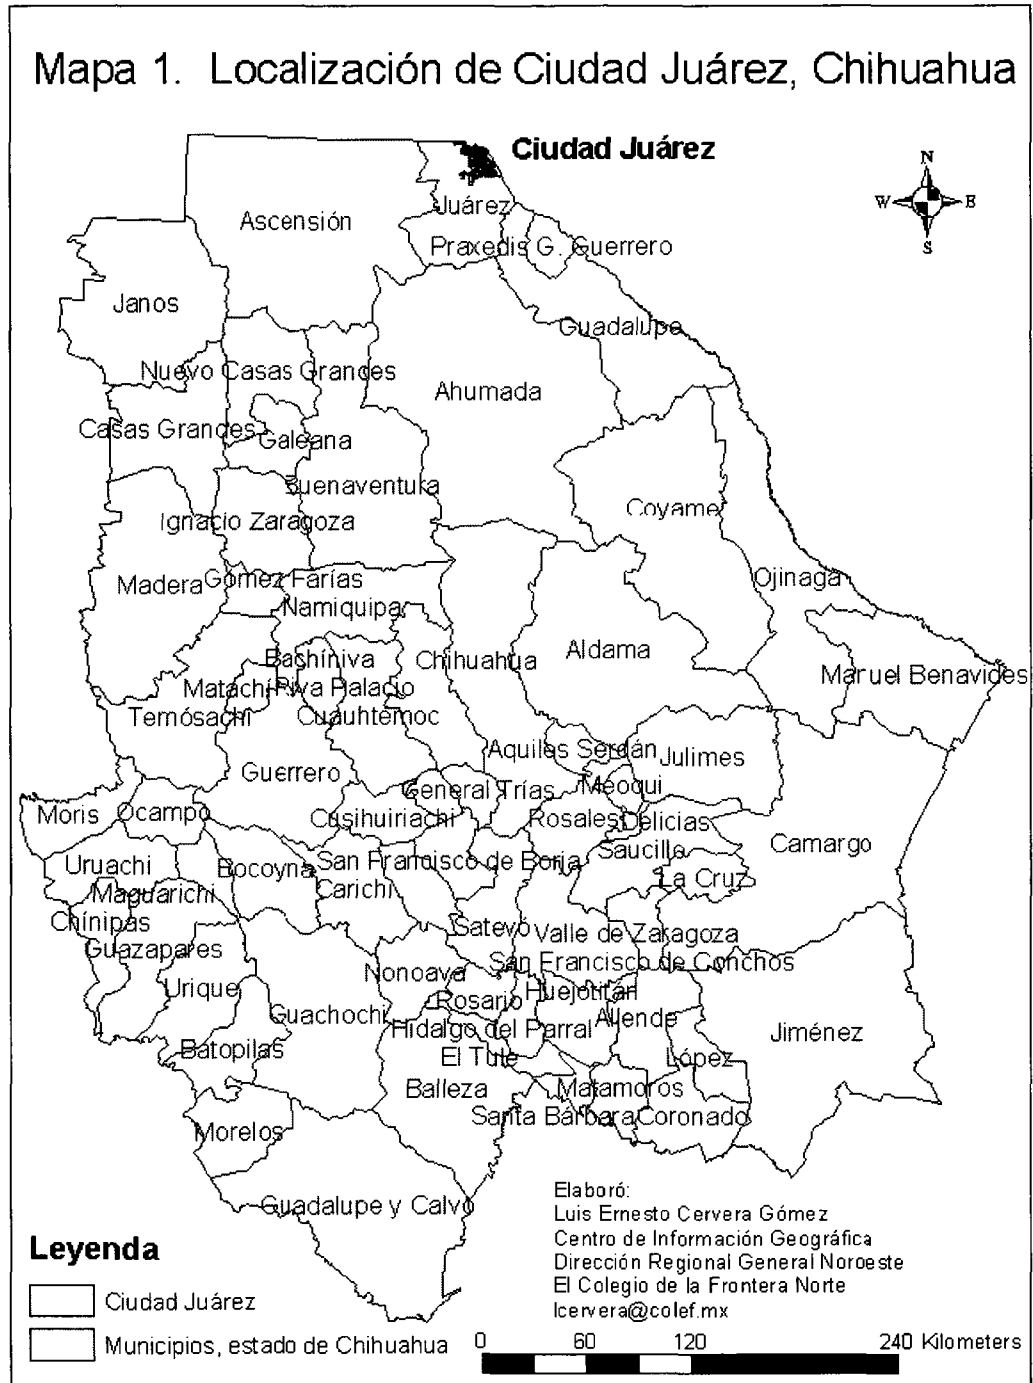 Mapa 1. Localización de Ciudad Juárez, Chihuahua
Ciudad Juárez
N
W E
S
Ascensión
Juárez
Praxedis G. Guerrero
Janos
Guadalupe
Nuevo Casas Grandes
Ahumada
Casas Grandes
Galeana
Buenaventura
Coyame
Ignacio Zaragoza
Ojinaga
Madera
Gómez Farías
Namiquipa
Aldama
Bachíniva
Chihuahua
Manuel Benavides
Matachi
Riva Palacio
Temósachi
Cuauhtémoc
Aquiles Serdán
Julimes
Guerrero
Meoqui
General Trías
Moris
Ocampo
Cusihuiriachi
Rosales
Delicias
Camargo
Saucillo
Uruachi
Bocoyna
San Francisco de Borja
La Cruz
Maguarichi
Carichi
Chínipas
Satevo
Valle de Zaragoza
Guazapares
San Francisco de Conchos
Nonoava
Urique
Rosario
Huejotitán
Guachochi
Allende
Hidalgo del Parral
Jiménez
Batopilas
El Tule
López
Balleza
Matamoros
Santa Bárbara
Coronado
Morelos
Guadalupe y Calvo
Elaboró:
Luis Ernesto Cervera Gómez
Centro de Información Geográfica
Dirección Regional General Noroeste
El Colegio de la Frontera Norte
lcervera@colef.mx
Leyenda
Ciudad Juárez
Municipios, estado de Chihuahua
0 60 120 240 Kilometers